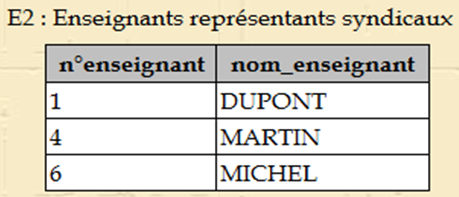 E2 : Enseignants représentants syndicaux
n°enseignant nom_enseignant
1 DUPONT
4 MARTIN
6 MICHEL